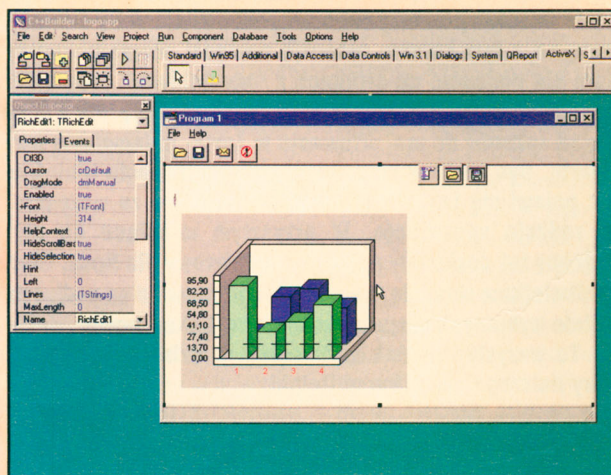 C++Builder - logoapp
File Edit Search View Project Run Component Database Tools Options Help
Standard Win95 Additional Data Access Data Controls Win 3.1 Dialogs System QReport ActiveX S
Object Inspector
RichEdit1: TRichEdit
Properties Events
Ctl3D true
Cursor crDefault
DragMode dmManual
Enabled true
+Font (TFont)
Height 314
HelpContext 0
HideScrollBars true
HideSelection true
Hint
Left 0
Lines (TStrings)
MaxLength 0
Name RichEdit1
Program 1
File Help
95,90
82,20
68,50
54,80
41,10
27,40
13,70
0,00
1 2 3 4